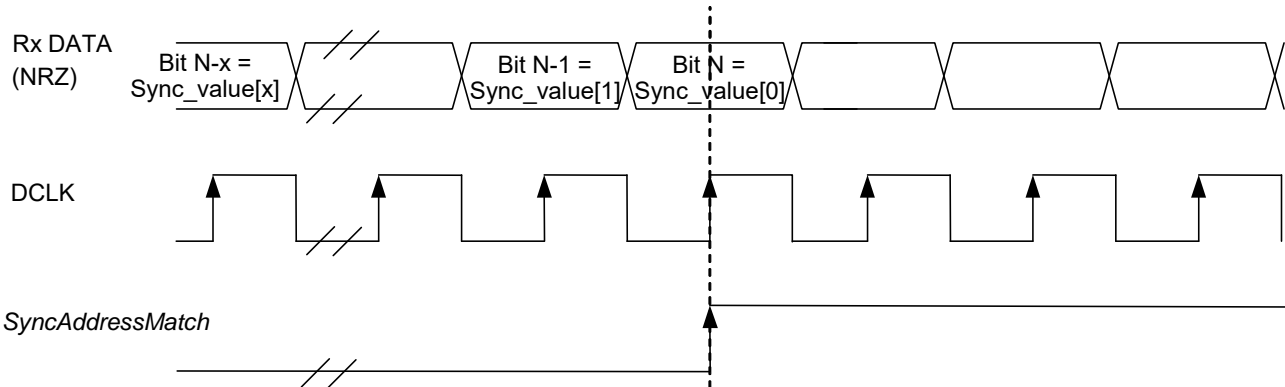 Rx DATA
(NRZ)
Bit N-x =
Sync_value[x]
Bit N-1 =
Sync_value[1]
Bit N =
Sync_value[0]
DCLK
SyncAddressMatch